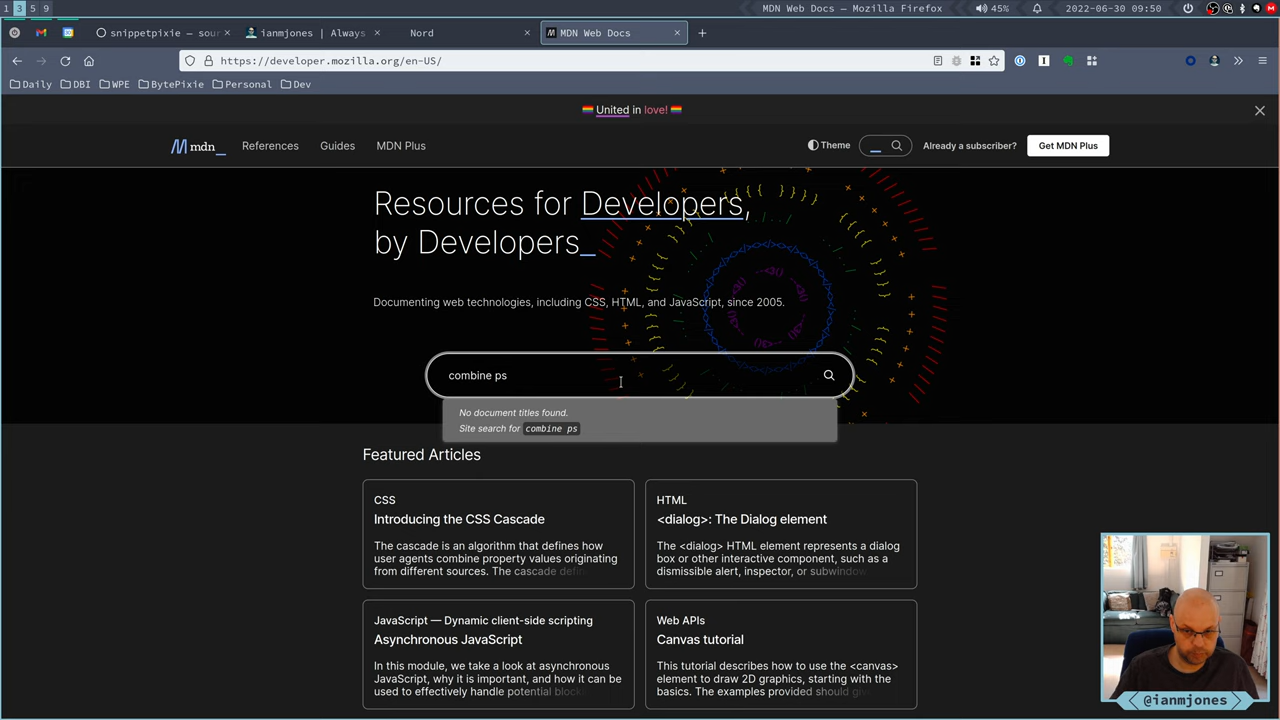 1 3 5 9
MDN Web Docs — Mozilla Firefox
45%
2022-06-30 09:50
snippetpixie — sour
ianmjones | Always
Nord
MDN Web Docs
https://developer.mozilla.org/en-US/
Daily
DBI
WPE
BytePixie
Personal
Dev
United in love!
mdn_
References
Guides
MDN Plus
Theme
Already a subscriber?
Get MDN Plus
Resources for Developers,
by Developers_
Documenting web technologies, including CSS, HTML, and JavaScript, since 2005.
combine ps
No document titles found.
Site search for combine ps
Featured Articles
CSS
Introducing the CSS Cascade
The cascade is an algorithm that defines how
user agents combine property values originating
from different sources. The cascade defin
HTML
<dialog>: The Dialog element
The <dialog> HTML element represents a dialog
box or other interactive component, such as a
dismissible alert, inspector, or subwindow
JavaScript — Dynamic client-side scripting
Asynchronous JavaScript
In this module, we take a look at asynchronous
JavaScript, why it is important, and how it can be
used to effectively handle potential block
Web APIs
Canvas tutorial
This tutorial describes how to use the <canvas>
element to draw 2D graphics, starting with the
basics. The examples provided should giv
@ianmjones